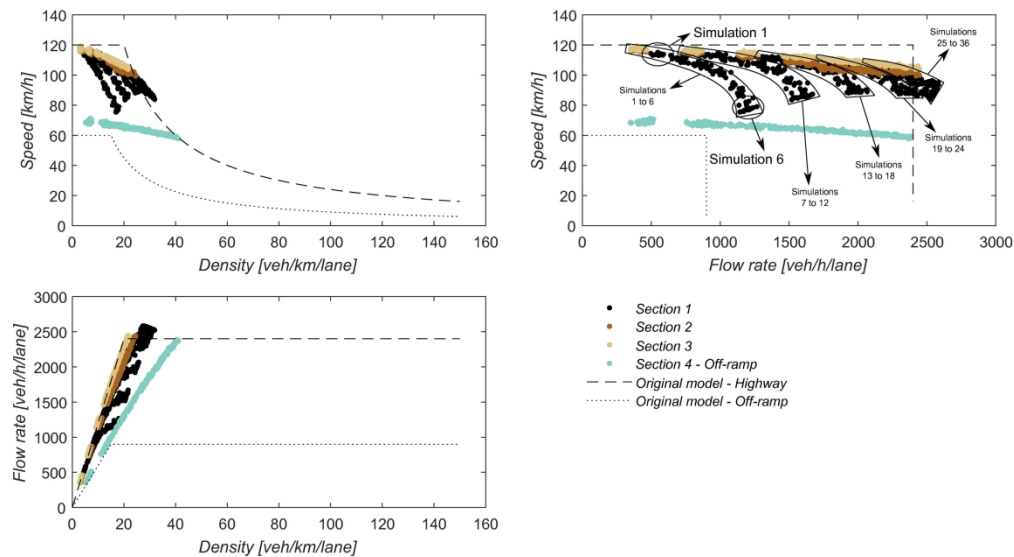 120
100
80
60
40
20
0
Speed [km/h]
0 20 40 60 80 100 120 140 160
Density [veh/km/lane]
140
120
100
80
60
40
20
0
Speed [km/h]
Simulation 1
Simulations
25 to 36
Simulations
1 to 6
Simulation 6
Simulations
19 to 24
Simulations
13 to 18
Simulations
7 to 12
0 500 1000 1500 2000 2500 3000
Flow rate [veh/h/lane]
3000
2500
2000
1500
1000
500
0
Flow rate [veh/h/lane]
0 20 40 60 80 100 120 140 160
Density [veh/km/lane]
Section 1
Section 2
Section 3
Section 4 - Off-ramp
Original model - Highway
Original model - Off-ramp